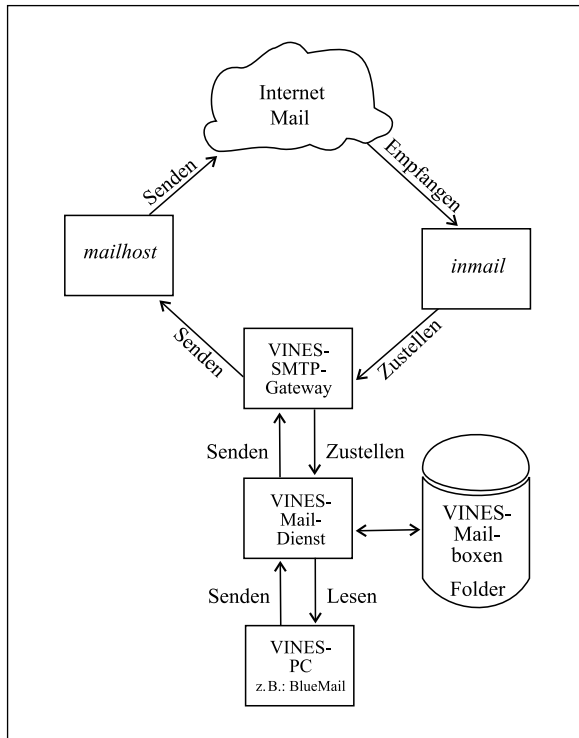 Internet
Mail
Senden
Empfangen
mailhost
inmail
Senden
Zustellen
VINES-
SMTP-
Gateway
Senden
Zustellen
VINES-
Mail-
Dienst
VINES-
Mail-
boxen
Folder
Senden
Lesen
VINES-
PC
z. B.: BlueMail